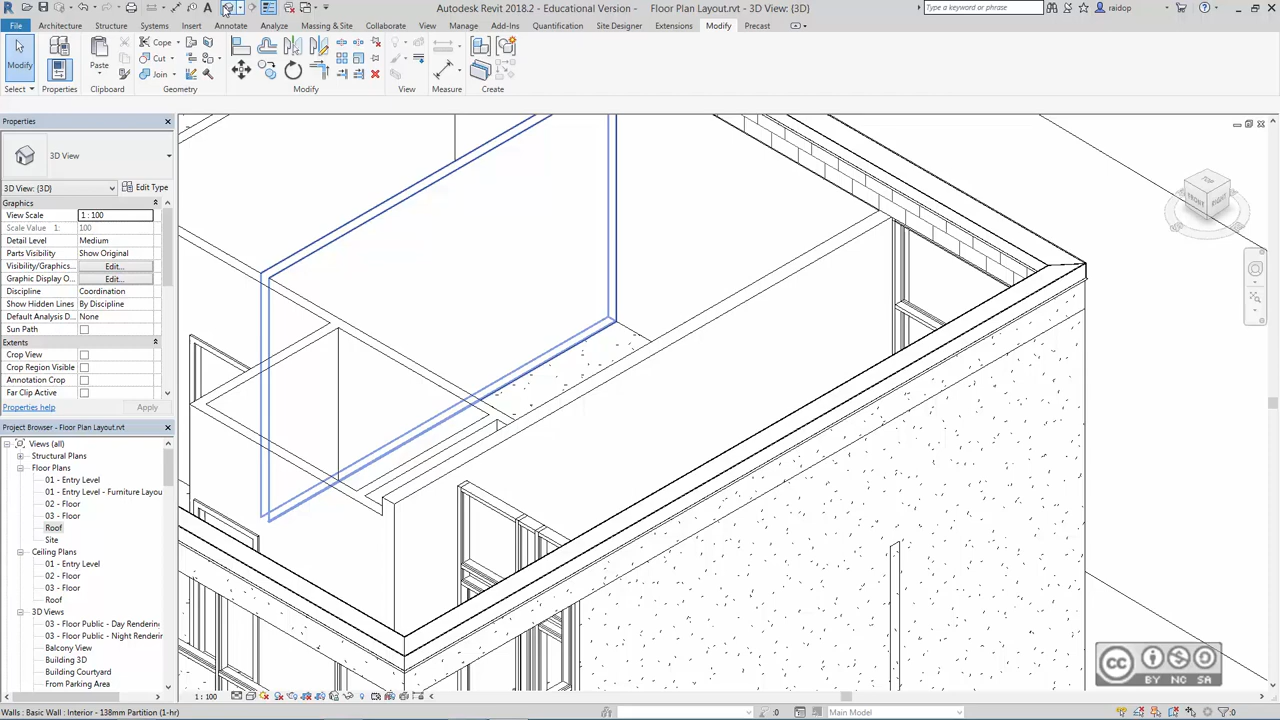 Autodesk Revit 2018.2 - Educational Version - Floor Plan Layout.rvt - 3D View: {3D}
Type a keyword or phrase
raidop
File Architecture Structure Systems Insert Annotate Analyze Massing & Site Collaborate View Manage Add-Ins Quantification Site Designer Extensions Modify Precast
Modify
Cope
Cut
Join
Paste
Select Properties Clipboard Geometry Modify View Measure Create
Properties
3D View
3D View: {3D} Edit Type
Graphics
View Scale 1 : 100
Scale Value 1: 100
Detail Level Medium
Parts Visibility Show Original
Visibility/Graphics... Edit...
Graphic Display O... Edit...
Discipline Coordination
Show Hidden Lines By Discipline
Default Analysis D... None
Sun Path
Extents
Crop View
Crop Region Visible
Annotation Crop
Far Clip Active
Properties help Apply
Project Browser - Floor Plan Layout.rvt
Views (all)
Structural Plans
Floor Plans
01 - Entry Level
01 - Entry Level - Furniture Layou
02 - Floor
03 - Floor
Roof
Site
Ceiling Plans
01 - Entry Level
02 - Floor
03 - Floor
Roof
3D Views
03 - Floor Public - Day Rendering
03 - Floor Public - Night Renderin
Balcony View
Building 3D
Building Courtyard
From Parking Area
TOP
FRONT
RIGHT
1 : 100
cc
BY NC SA
Walls : Basic Wall : Interior - 138mm Partition (1-hr)
:0
Main Model
:0